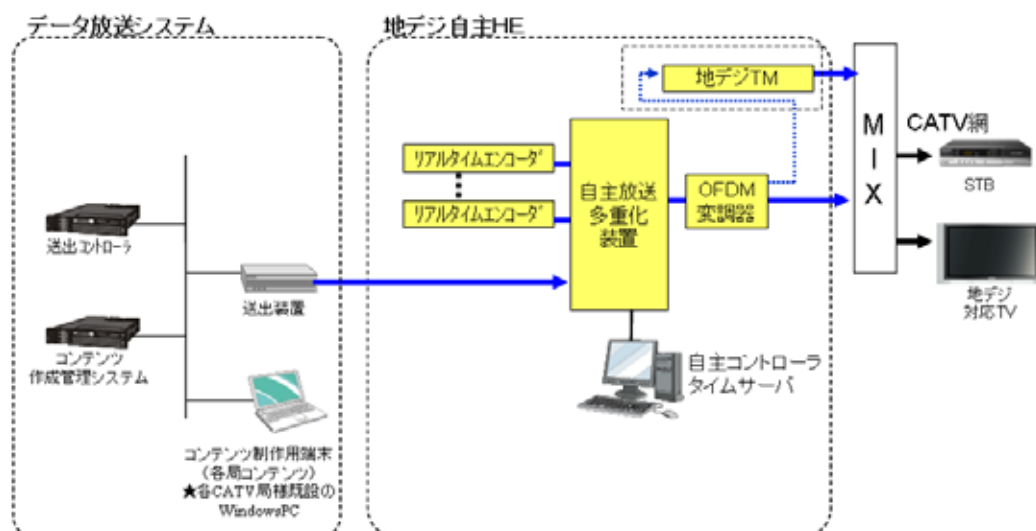 データ放送システム
地デジ自主HE
地デジTM
リアルタイムエンコーダ
リアルタイムエンコーダ
自主放送
多重化
装置
OFDM
変調器
M
I
X
CATV網
STB
地デジ
対応TV
送出コントローラ
送出装置
コンテンツ
作成管理システム
自主コントローラ
タイムサーバ
コンテンツ制作用端末
(各局コンテンツ)
★各CATV局様既設の
WindowsPC